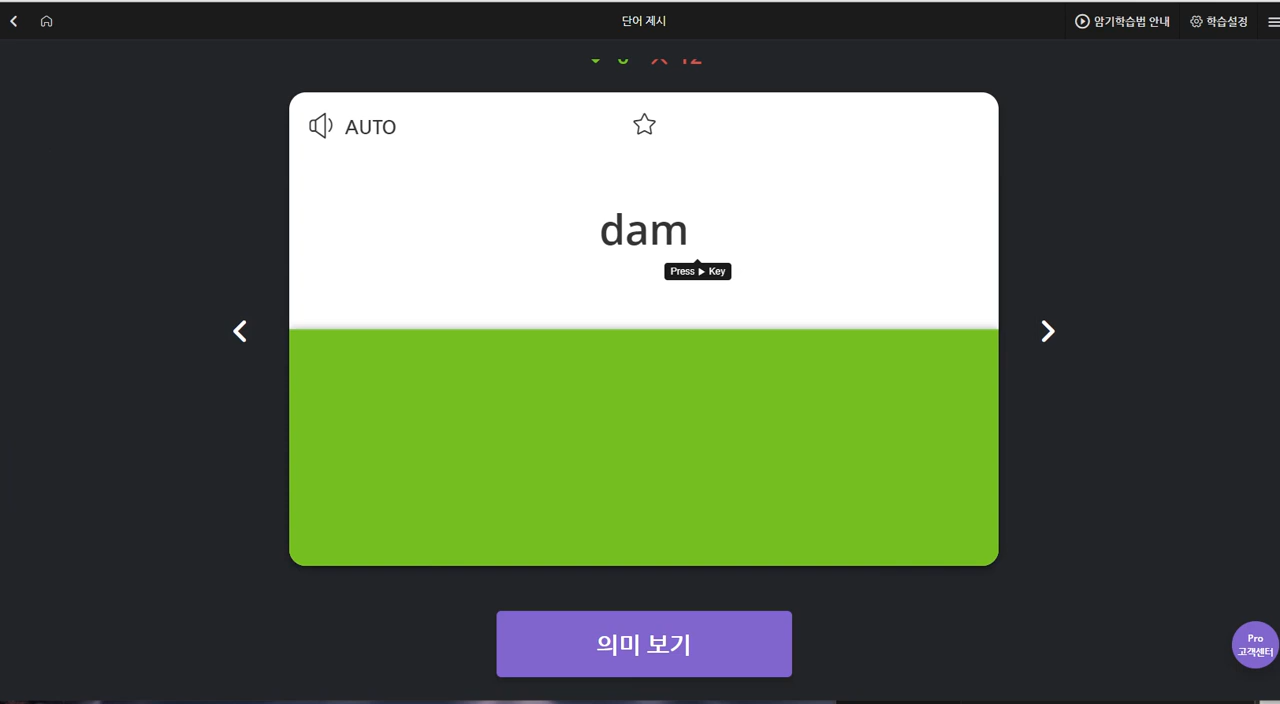 단어 제시
암기학습법 안내
학습설정
AUTO
dam
Press ▶ Key
의미 보기
Pro
고객센터